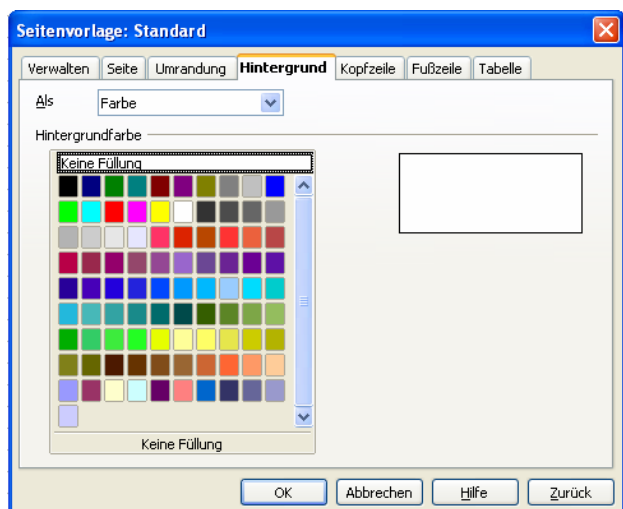 Seitenvorlage: Standard
Verwalten Seite Umrandung Hintergrund Kopfzeile Fußzeile Tabelle
Als Farbe
Hintergrundfarbe
Keine Füllung
Keine Füllung
OK Abbrechen Hilfe Zurück